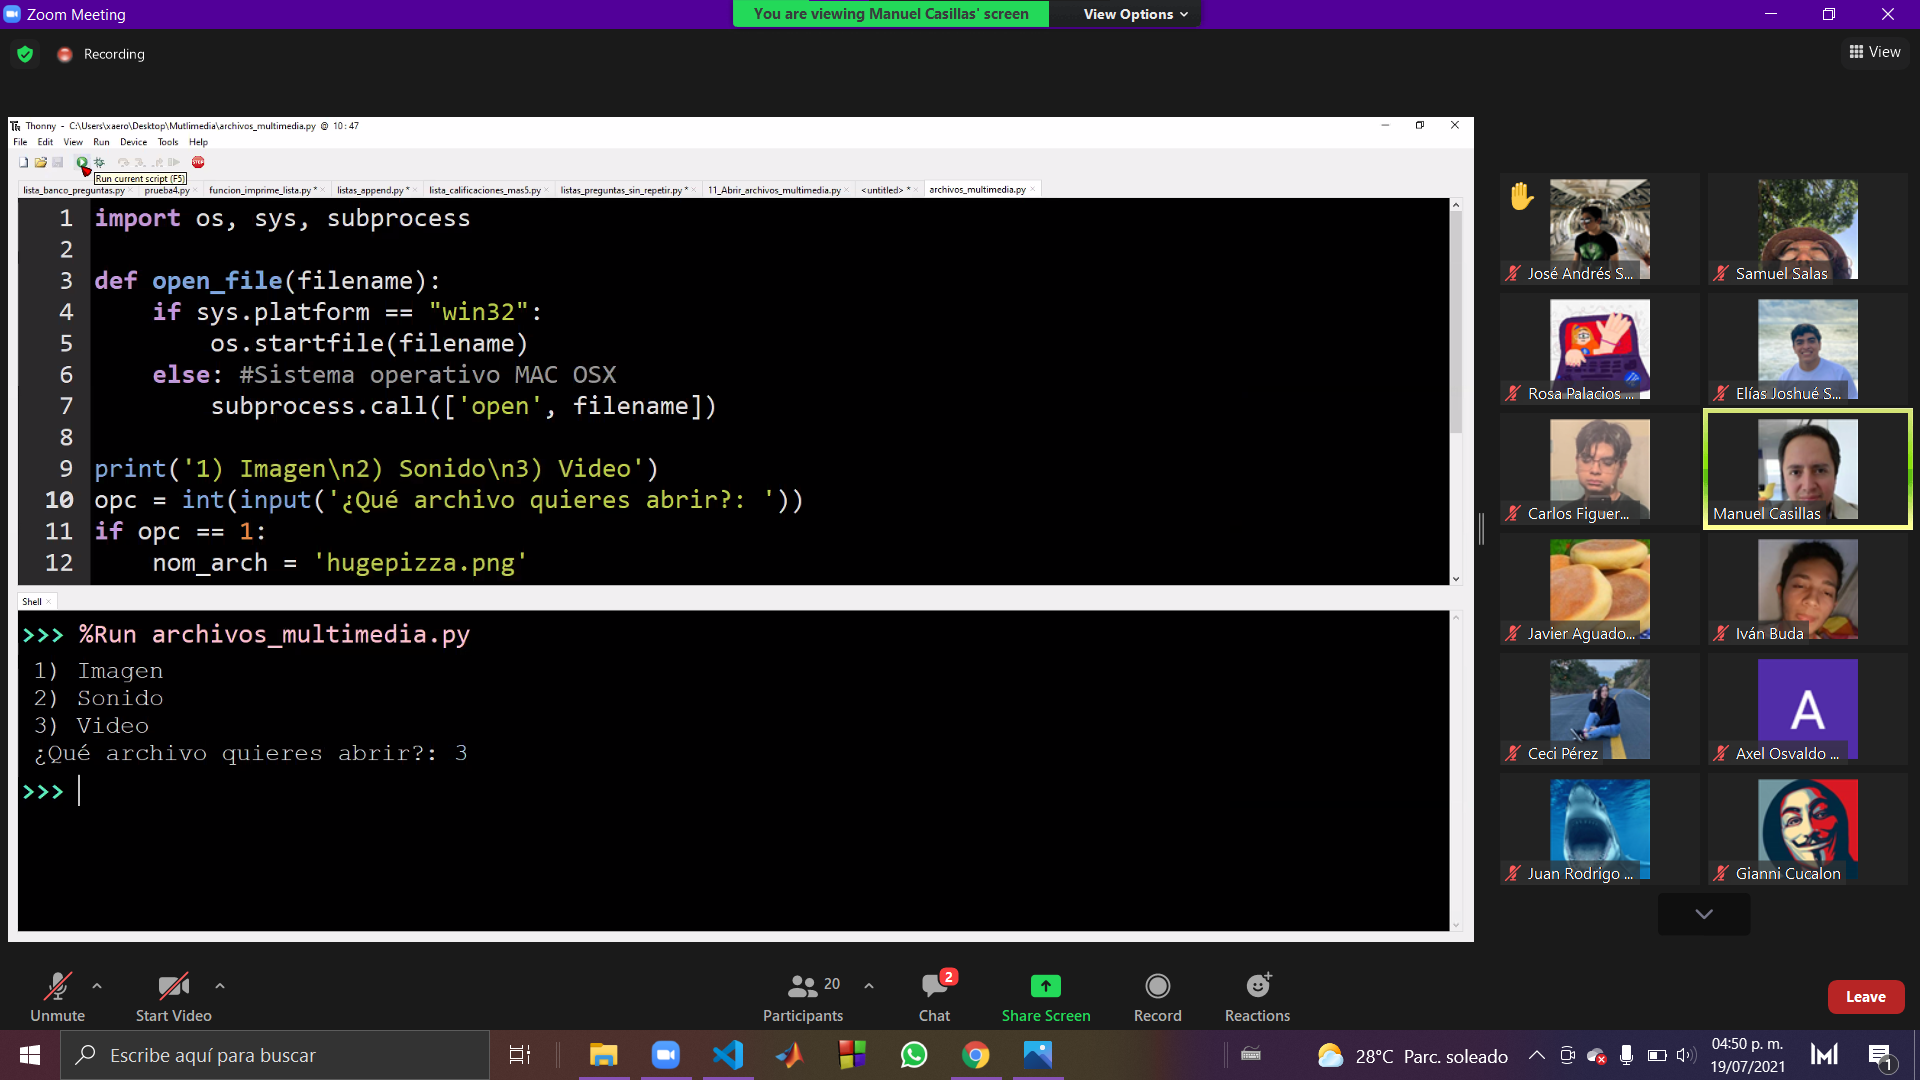 Zoom Meeting
You are viewing Manuel Casillas' screen
View Options
Recording
View
Thonny - C:\Users\xaero\Desktop\Mutlimedia\archivos_multimedia.py @ 10:47
File Edit View Run Device Tools Help
STOP
Run current script (F5)
lista_banco_preguntas.py prueba4.py funcion_imprime_lista.py * listas_append.py * lista_calificaciones_mas5.py listas_preguntas_sin_repetir.py * 11_Abrir_archivos_multimedia.py <untitled> * archivos_multimedia.py
1 import os, sys, subprocess
2
3 def open_file(filename):
4     if sys.platform == "win32":
5         os.startfile(filename)
6     else: #Sistema operativo MAC OSX
7         subprocess.call(['open', filename])
8
9 print('1) Imagen\n2) Sonido\n3) Video')
10 opc = int(input('¿Qué archivo quieres abrir?: '))
11 if opc == 1:
12     nom_arch = 'hugepizza.png'
Shell
>>> %Run archivos_multimedia.py
1) Imagen
2) Sonido
3) Video
¿Qué archivo quieres abrir?: 3
>>>
José Andrés S...
Samuel Salas
Rosa Palacios ...
Elías Joshué S...
Carlos Figuer...
Manuel Casillas
Javier Aguado...
Iván Buda
Ceci Pérez
A
Axel Osvaldo ...
Juan Rodrigo ...
Gianni Cucalon
Unmute
Start Video
20
Participants
2
Chat
Share Screen
Record
Reactions
Leave
Escribe aquí para buscar
28°C Parc. soleado
04:50 p. m.
19/07/2021
1